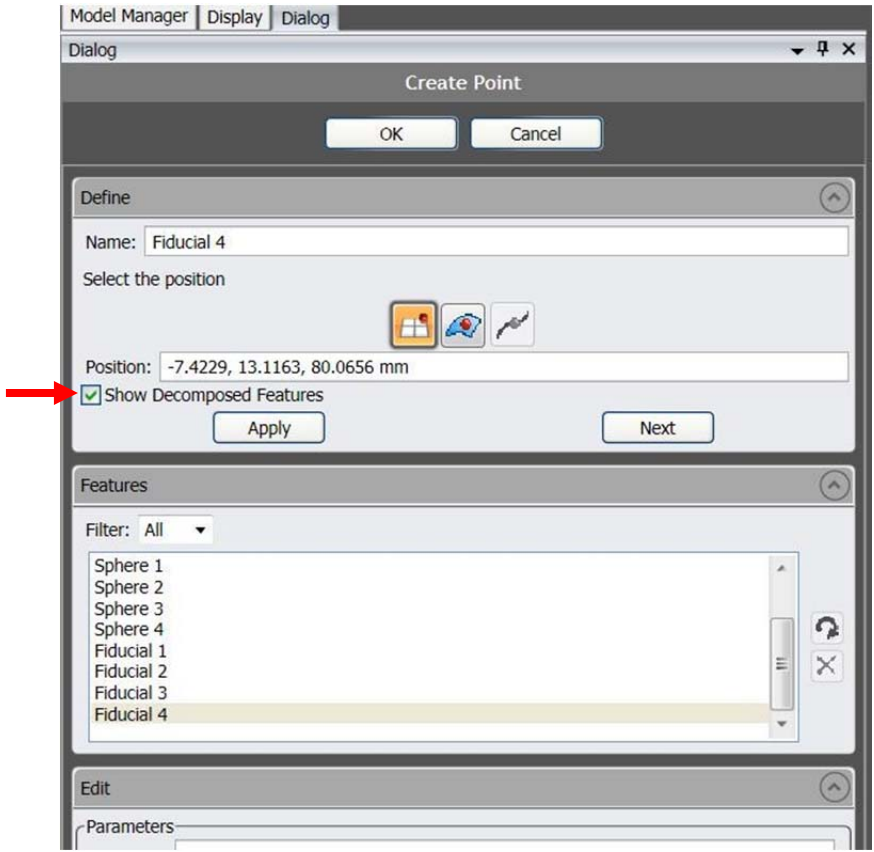 Model Manager Display Dialog
Dialog
Create Point
OK Cancel
Define
Name: Fiducial 4
Select the position
Position: -7.4229, 13.1163, 80.0656 mm
Show Decomposed Features
Apply Next
Features
Filter: All
Sphere 1
Sphere 2
Sphere 3
Sphere 4
Fiducial 1
Fiducial 2
Fiducial 3
Fiducial 4
Edit
Parameters